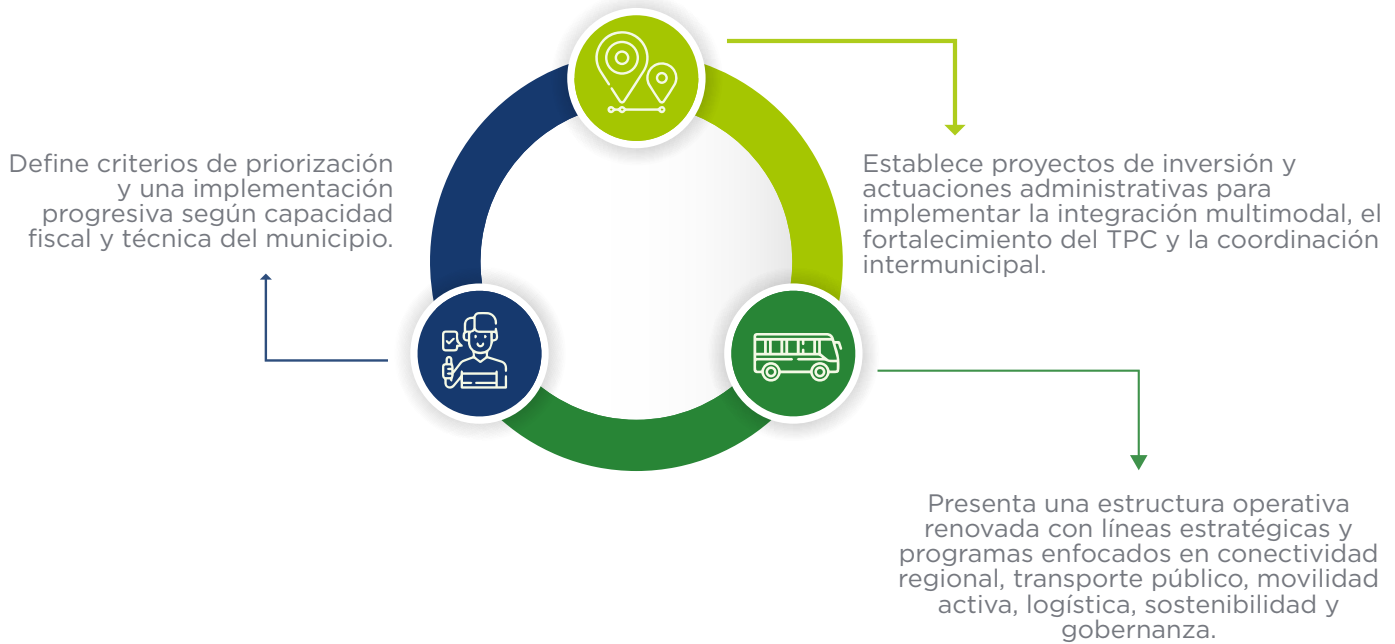 Define criterios de priorización
y una implementación
progresiva según capacidad
fiscal y técnica del municipio.
Establece proyectos de inversión y
actuaciones administrativas para
implementar la integración multimodal, el
fortalecimiento del TPC y la coordinación
intermunicipal.
Presenta una estructura operativa
renovada con líneas estratégicas y
programas enfocados en conectividad
regional, transporte público, movilidad
activa, logística, sostenibilidad y
gobernanza.